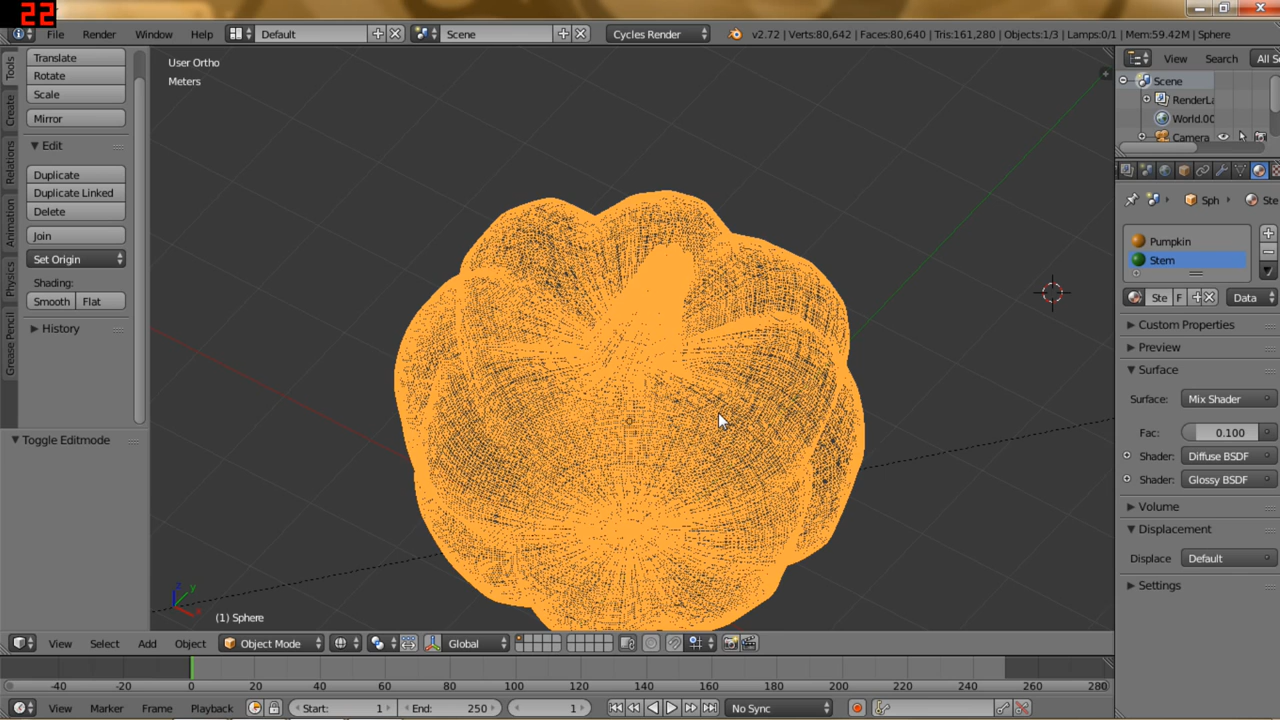 22
File Render Window Help Default Scene Cycles Render v2.72 | Verts:80,642 | Faces:80,640 | Tris:161,280 | Objects:1/3 | Lamps:0/1 | Mem:59.42M | Sphere
Tools
Create
Relations
Animation
Physics
Grease Pencil
Translate
Rotate
Scale
Mirror
Edit
Duplicate
Duplicate Linked
Delete
Join
Set Origin
Shading:
Smooth Flat
History
Toggle Editmode
User Ortho
Meters
z y x
(1) Sphere
View Search All S
Scene
RenderLa
World.00
Camera
Sph Ste
Pumpkin
Stem
Ste F Data
Custom Properties
Preview
Surface
Surface: Mix Shader
Fac: 0.100
Shader: Diffuse BSDF
Shader: Glossy BSDF
Volume
Displacement
Displace Default
Settings
View Select Add Object Object Mode Global
-40 -20 0 20 40 60 80 100 120 140 160 180 200 220 240 260 280
View Marker Frame Playback Start: 1 End: 250 1 No Sync